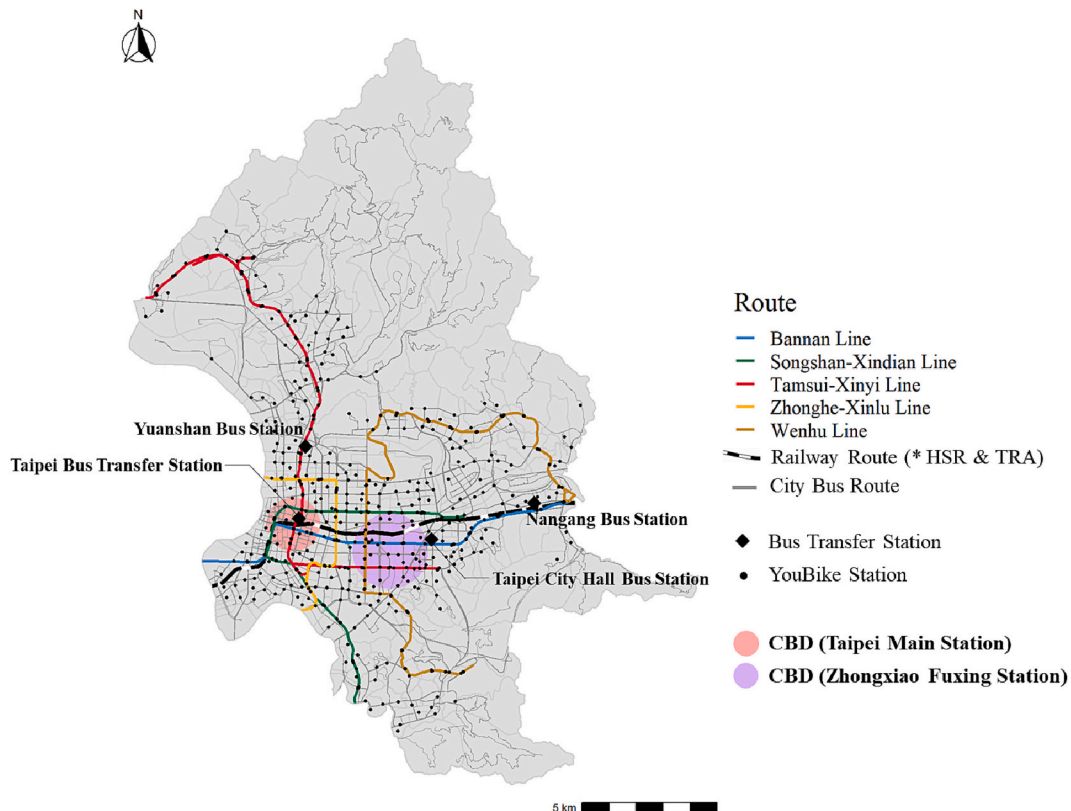 N
Yuanshan Bus Station
Taipei Bus Transfer Station
Nangang Bus Station
Taipei City Hall Bus Station
Route
Bannan Line
Songshan-Xindian Line
Tamsui-Xinyi Line
Zhonghe-Xinlu Line
Wenhu Line
Railway Route (* HSR & TRA)
City Bus Route
Bus Transfer Station
YouBike Station
CBD (Taipei Main Station)
CBD (Zhongxiao Fuxing Station)
5 km